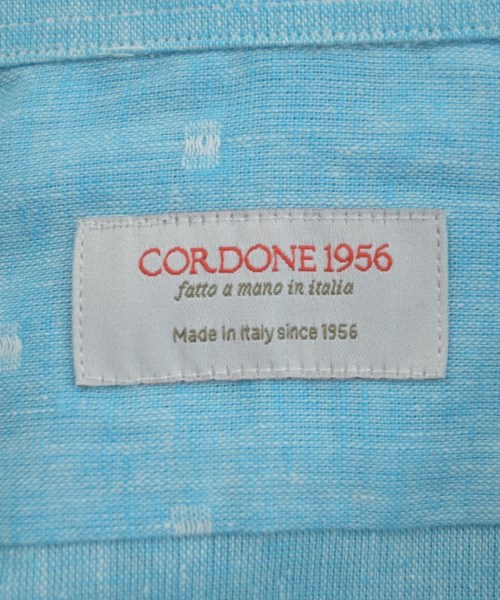 CORDONE 1956
fatto a mano in italia
Made in Italy since 1956